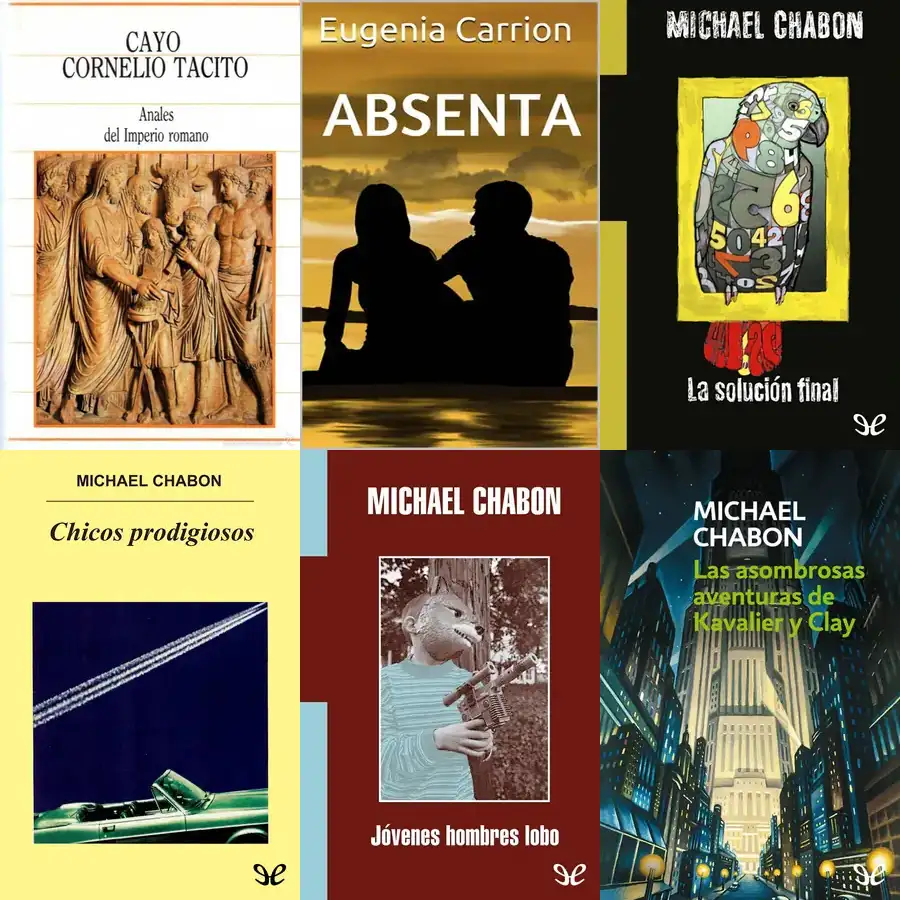 CAYO
CORNELIO TACITO
Anales
del Imperio romano
Eugenia Carrion
ABSENTA
MICHAEL CHABON
La solución final
MICHAEL CHABON
Chicos prodigiosos
MICHAEL CHABON
Jóvenes hombres lobo
MICHAEL
CHABON
Las asombrosas
aventuras de
Kavalier y Clay